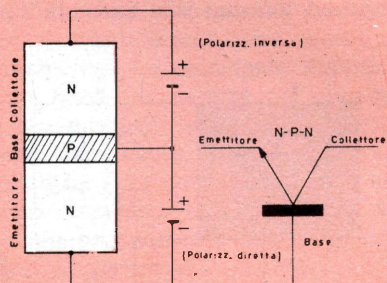 Emettitore Base Collettore
N
P
N
(Polarizz. inversa)
+
−
+
−
(Polarizz. diretta)
N-P-N
Emettitore
Collettore
Base